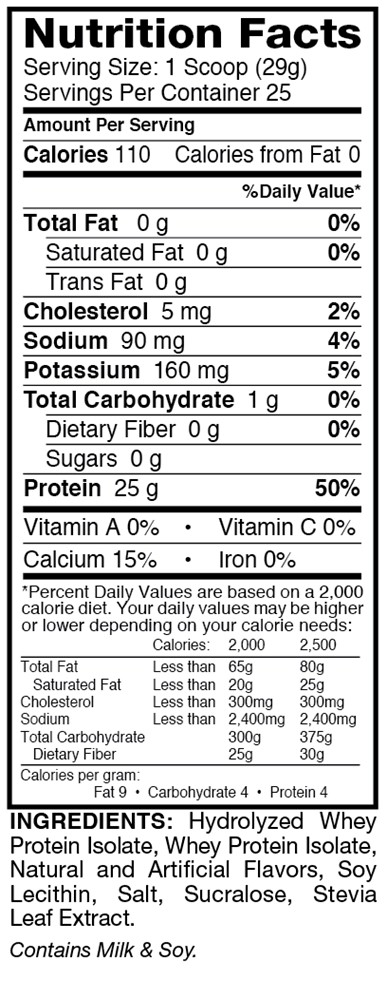 Nutrition Facts
Serving Size: 1 Scoop (29g)
Servings Per Container 25
Amount Per Serving
Calories 110 Calories from Fat 0
%Daily Value*
Total Fat 0 g 0%
Saturated Fat 0 g 0%
Trans Fat 0 g
Cholesterol 5 mg 2%
Sodium 90 mg 4%
Potassium 160 mg 5%
Total Carbohydrate 1 g 0%
Dietary Fiber 0 g 0%
Sugars 0 g
Protein 25 g 50%
Vitamin A 0% • Vitamin C 0%
Calcium 15% • Iron 0%
*Percent Daily Values are based on a 2,000
calorie diet. Your daily values may be higher
or lower depending on your calorie needs:
Calories: 2,000 2,500
Total Fat Less than 65g 80g
Saturated Fat Less than 20g 25g
Cholesterol Less than 300mg 300mg
Sodium Less than 2,400mg 2,400mg
Total Carbohydrate 300g 375g
Dietary Fiber 25g 30g
Calories per gram:
Fat 9 • Carbohydrate 4 • Protein 4
INGREDIENTS: Hydrolyzed Whey
Protein Isolate, Whey Protein Isolate,
Natural and Artificial Flavors, Soy
Lecithin, Salt, Sucralose, Stevia
Leaf Extract.
Contains Milk & Soy.